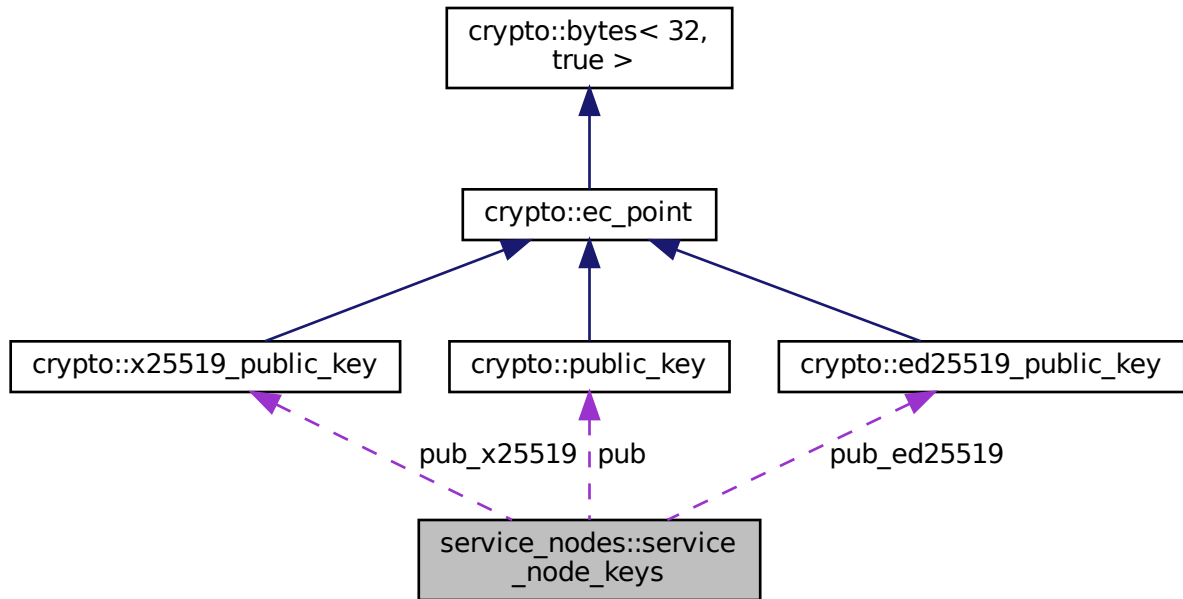 crypto::bytes< 32,
true >
crypto::ec_point
crypto::x25519_public_key
crypto::public_key
crypto::ed25519_public_key
pub_x25519
pub
pub_ed25519
service_nodes::service
_node_keys